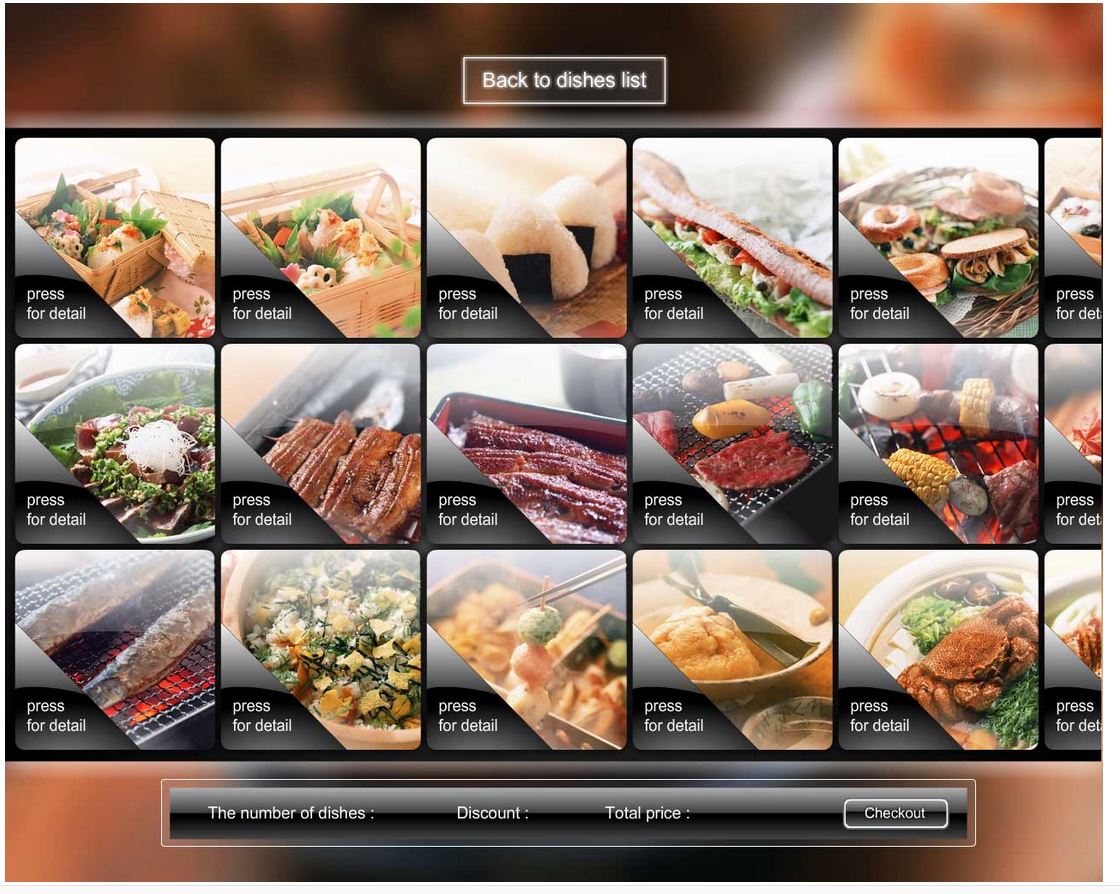 Back to dishes list
press
for detail
press
for detail
press
for detail
press
for detail
press
for detail
press
for det
press
for detail
press
for detail
press
for detail
press
for detail
press
for detail
press
for det
press
for detail
press
for detail
press
for detail
press
for detail
press
for detail
press
for det
The number of dishes : Discount : Total price : Checkout